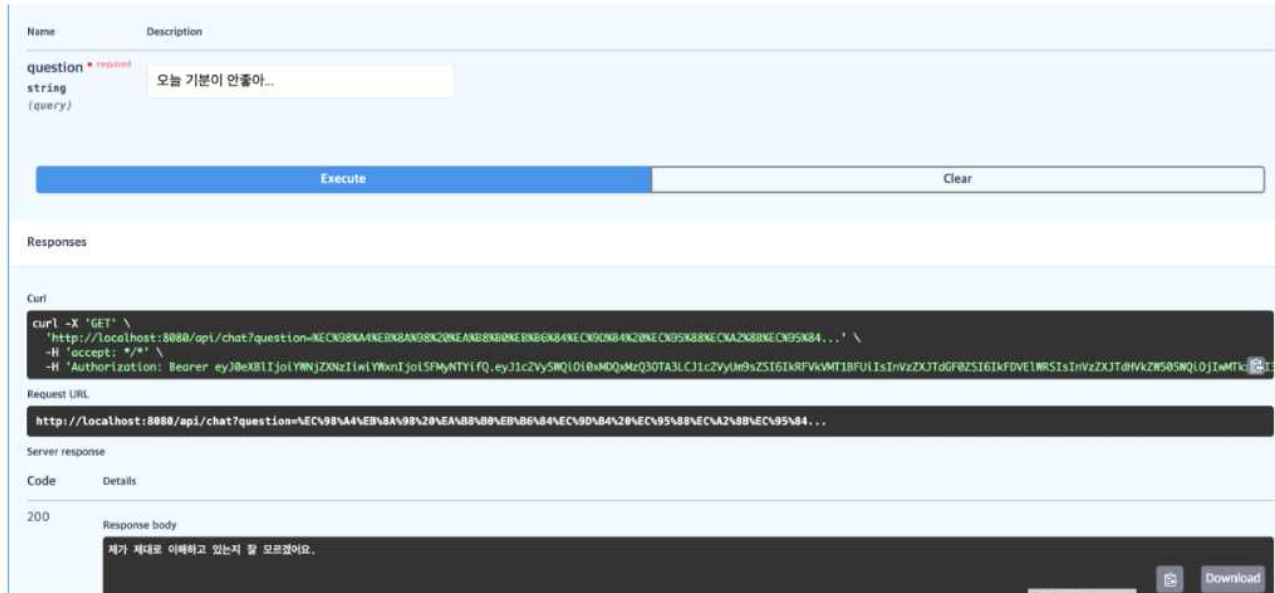 Name Description
question * required
string
(query)
오늘 기분이 안좋아...
Execute Clear
Responses
Curl
curl -X 'GET' \
'http://localhost:8080/api/chat?question=%EC%98%A4%EB%8A%98%20%EA%B8%B0%EB%B6%84%EC%9D%B4%20%EC%95%88%EC%A2%8B%EC%95%84...' \
-H 'accept: */*' \
-H 'Authorization: Bearer
Request URL
http://localhost:8080/api/chat?question=%EC%98%A4%EB%8A%98%20%EA%B8%B0%EB%B6%84%EC%9D%B4%20%EC%95%88%EC%A2%8B%EC%95%84...
Server response
Code Details
200
Response body
제가 제대로 이해하고 있는지 잘 모르겠어요.
Download